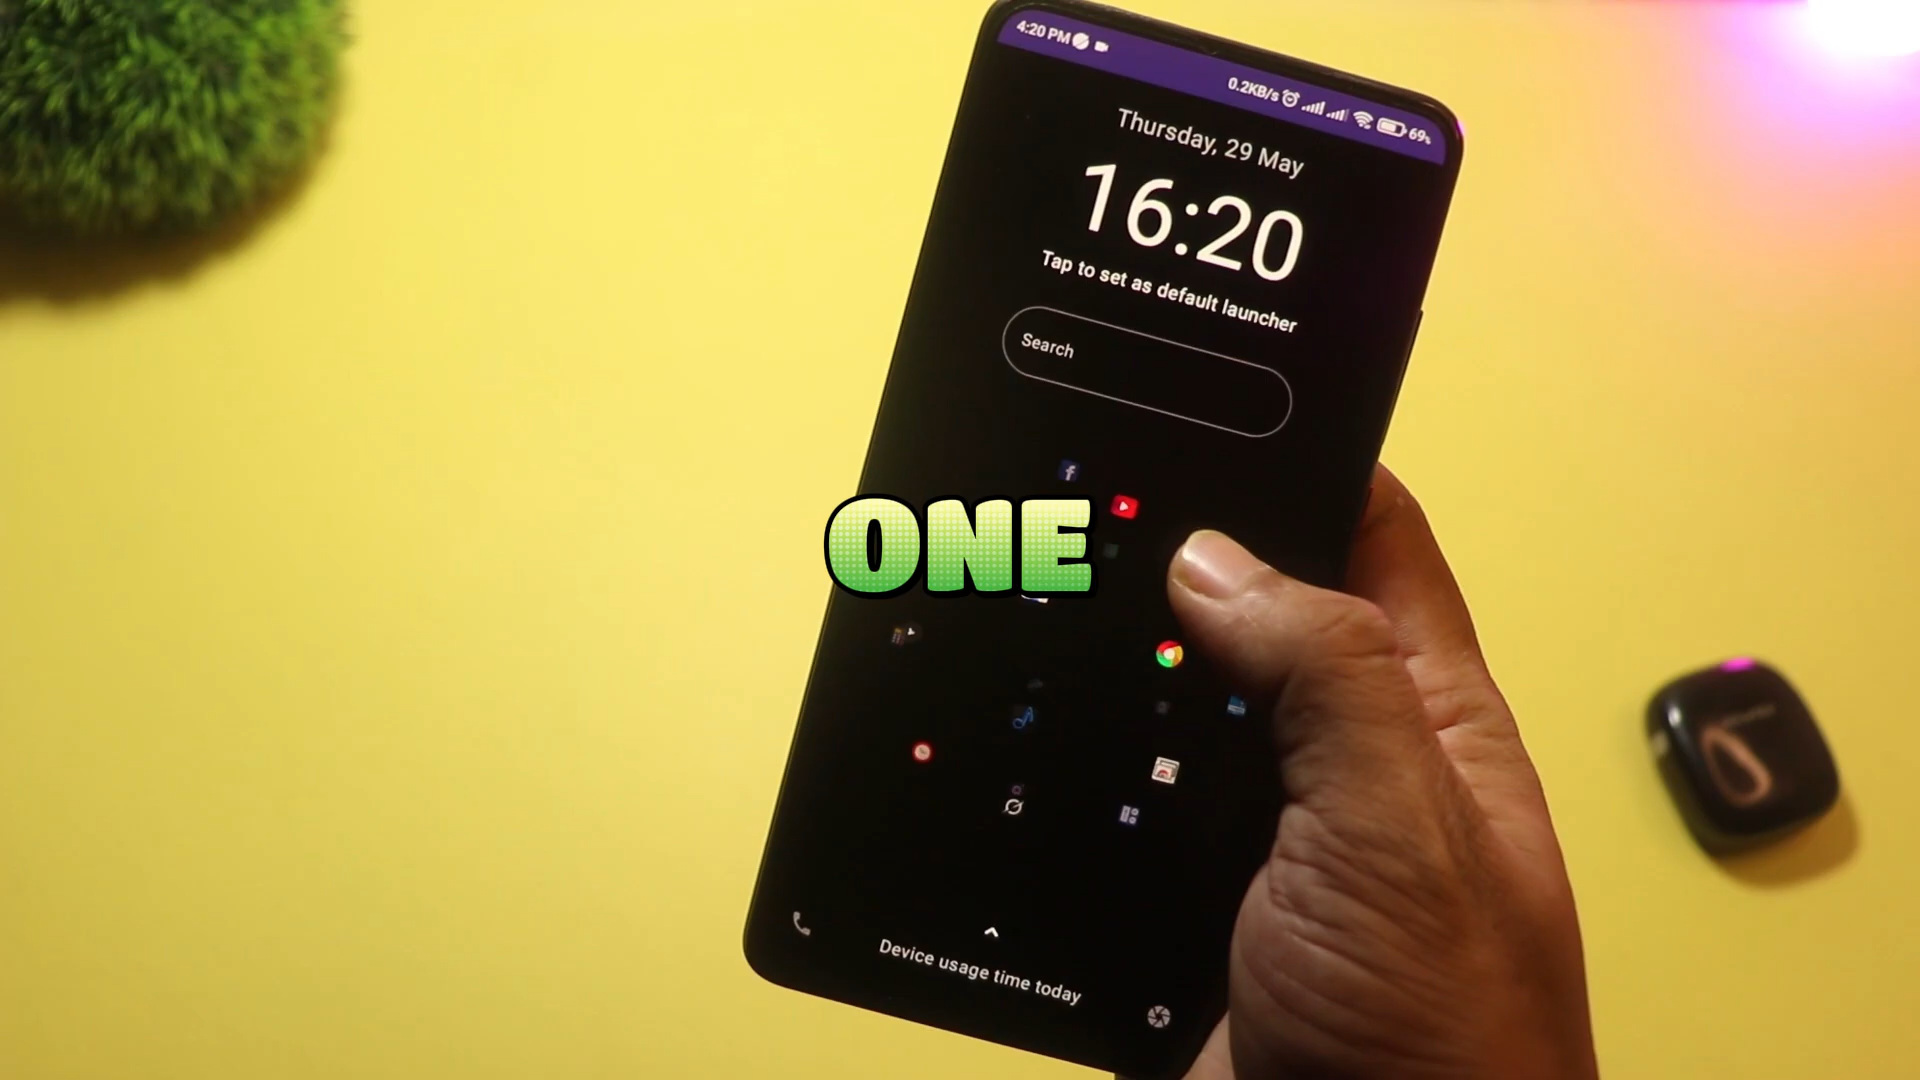 4:20 PM
0.2KB/s 69%
Thursday, 29 May
16:20
Tap to set as default launcher
Search
ONE
Device usage time today